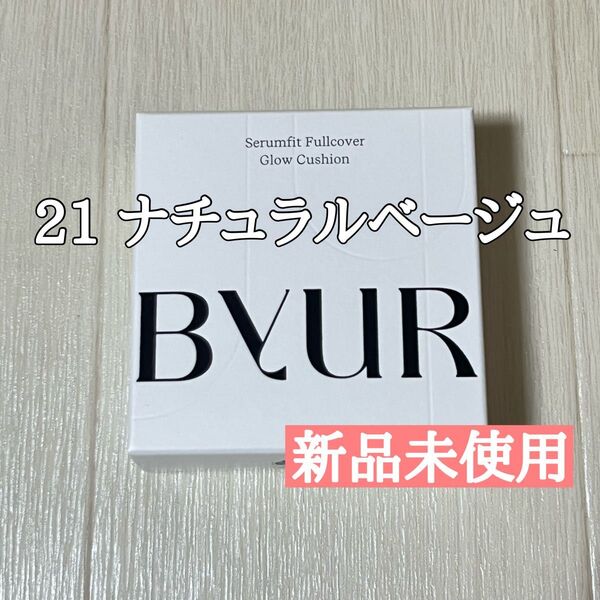 Serumfit Fullcover
Glow Cushion
21 ナチュラルベージュ
BYUR
新品未使用